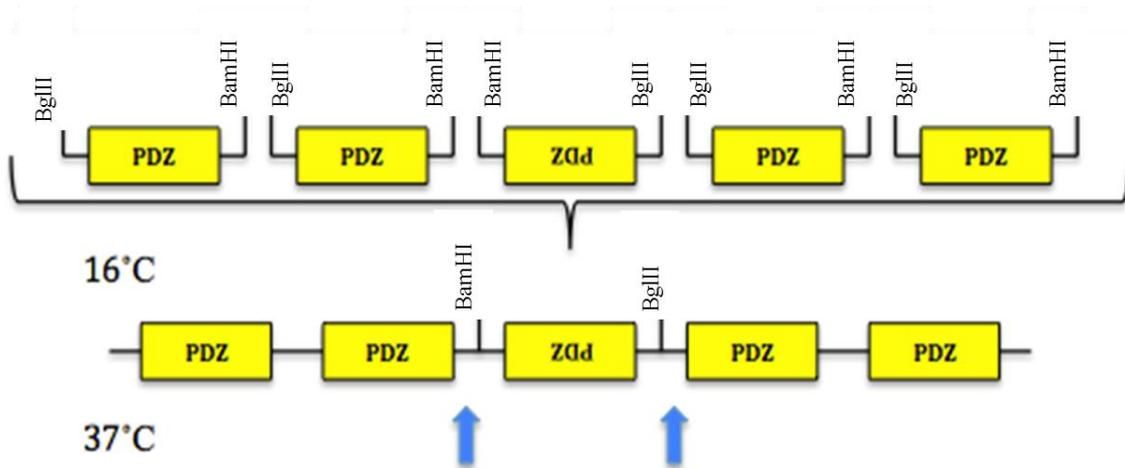 BglII BamHI BglII BamHI BamHI BglII BglII BamHI BglII BamHI
PDZ PDZ PDZ PDZ PDZ
16°C
BamHI BglII
PDZ PDZ PDZ PDZ PDZ
37°C